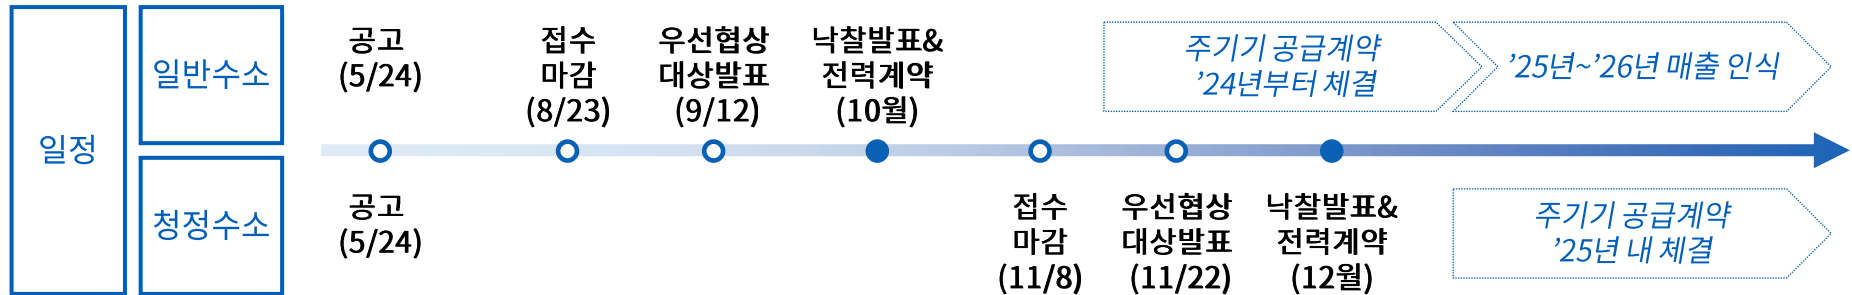 일정
일반수소
공고
(5/24)
접수
마감
(8/23)
우선협상
대상발표
(9/12)
낙찰발표&
전력계약
(10월)
주기기 공급계약
’24년부터 체결
’25년~’26년 매출 인식
청정수소
공고
(5/24)
접수
마감
(11/8)
우선협상
대상발표
(11/22)
낙찰발표&
전력계약
(12월)
주기기 공급계약
’25년 내 체결